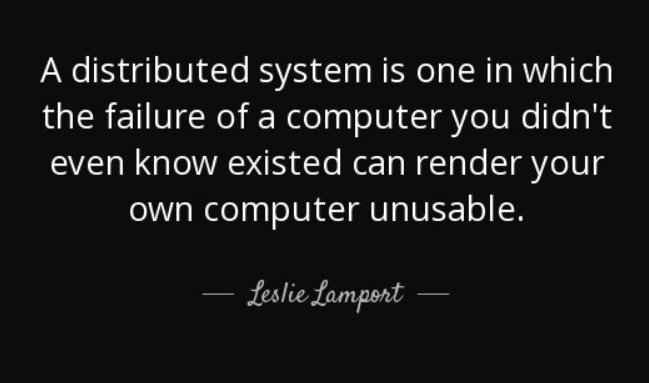 A distributed system is one in which
the failure of a computer you didn't
even know existed can render your
own computer unusable.
Leslie Lamport